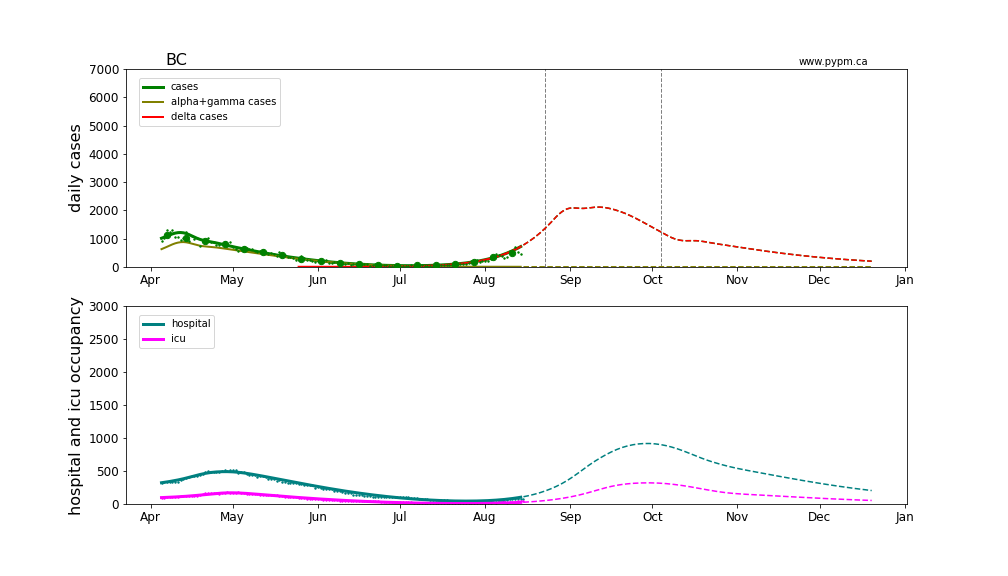 BC
www.pypm.ca
daily cases
7000
6000
5000
4000
3000
2000
1000
0
cases
alpha+gamma cases
delta cases
Apr May Jun Jul Aug Sep Oct Nov Dec Jan
hospital and icu occupancy
3000
2500
2000
1500
1000
500
0
hospital
icu
Apr May Jun Jul Aug Sep Oct Nov Dec Jan